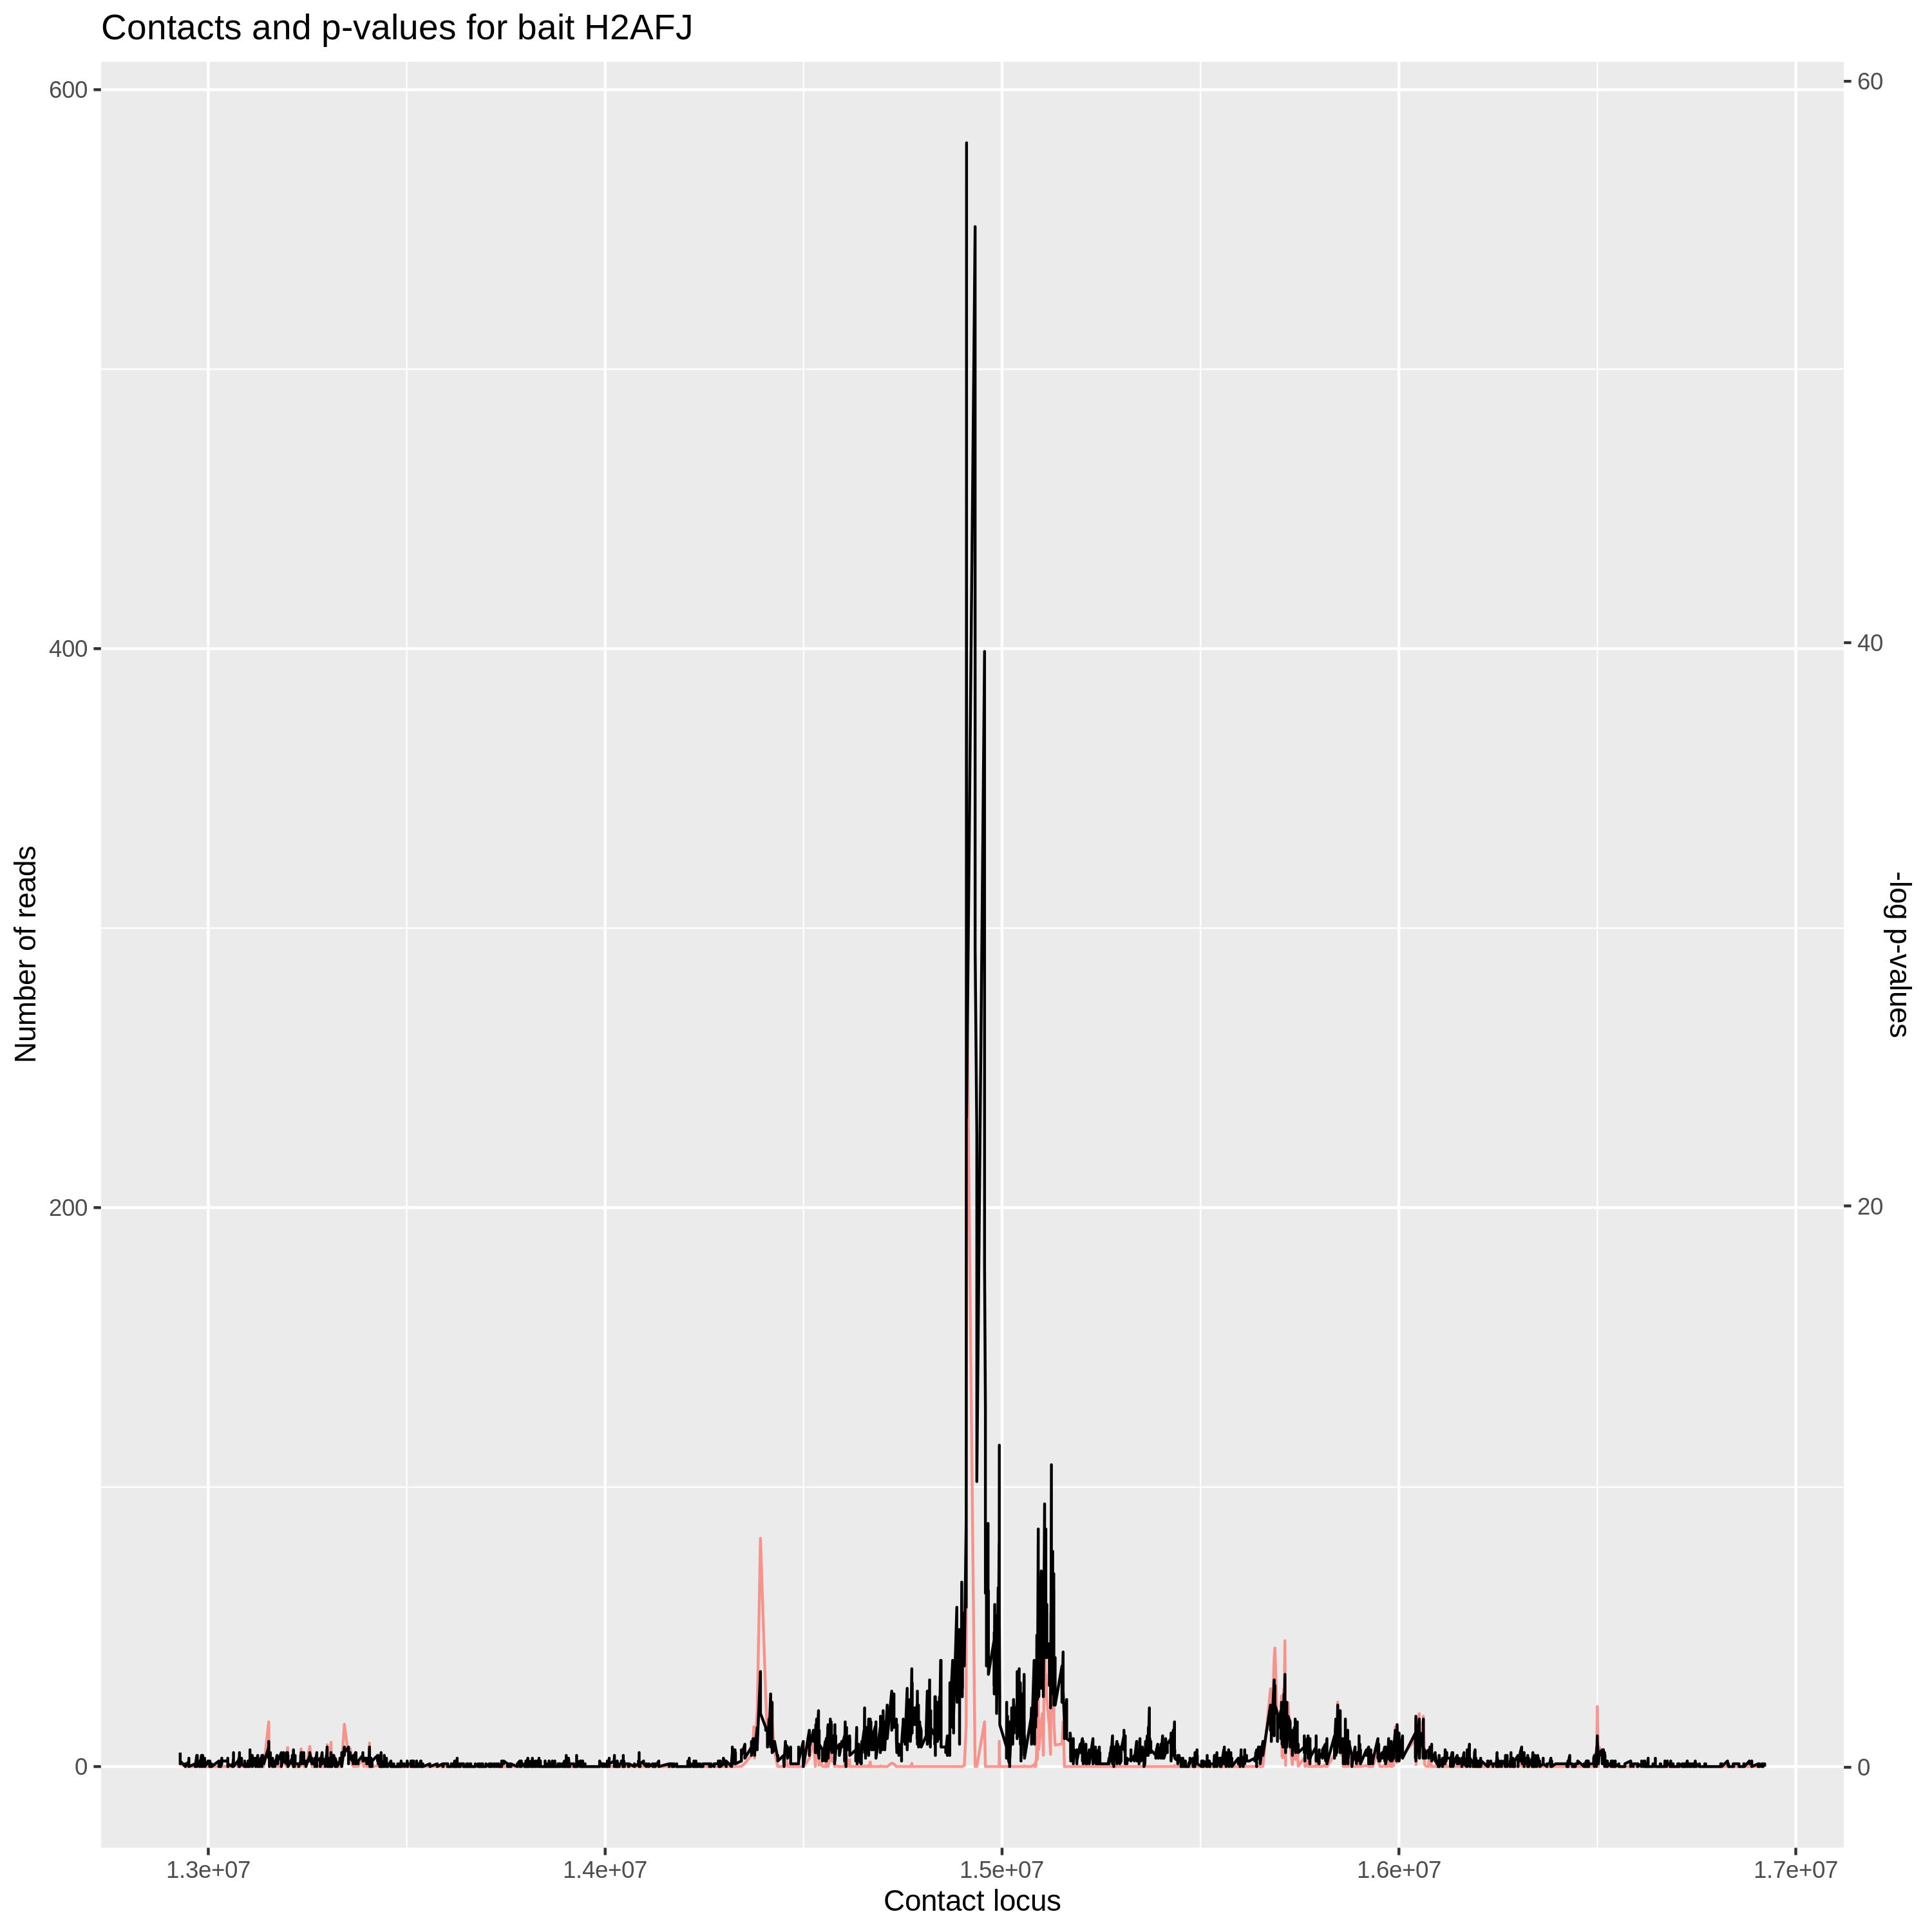 Contacts and p-values for bait H2AFJ
600
400
200
0
Number of reads
60
40
20
0
-log p-values
1.3e+07
1.4e+07
1.5e+07
1.6e+07
1.7e+07
Contact locus